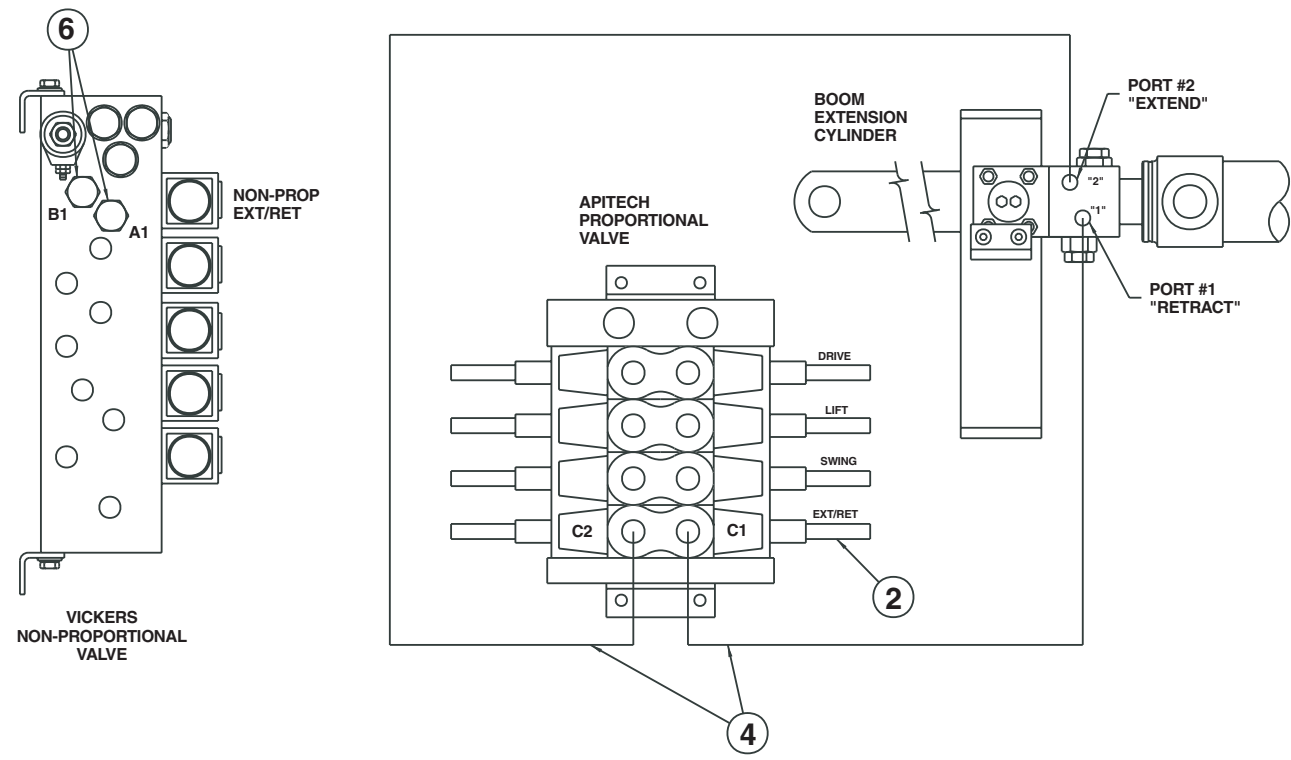 6
B1
A1
NON-PROP
EXT/RET
VICKERS
NON-PROPORTIONAL
VALVE
APITECH
PROPORTIONAL
VALVE
DRIVE
LIFT
SWING
EXT/RET
C2
C1
2
4
BOOM
EXTENSION
CYLINDER
PORT #2
"EXTEND"
"2"
"1"
PORT #1
"RETRACT"